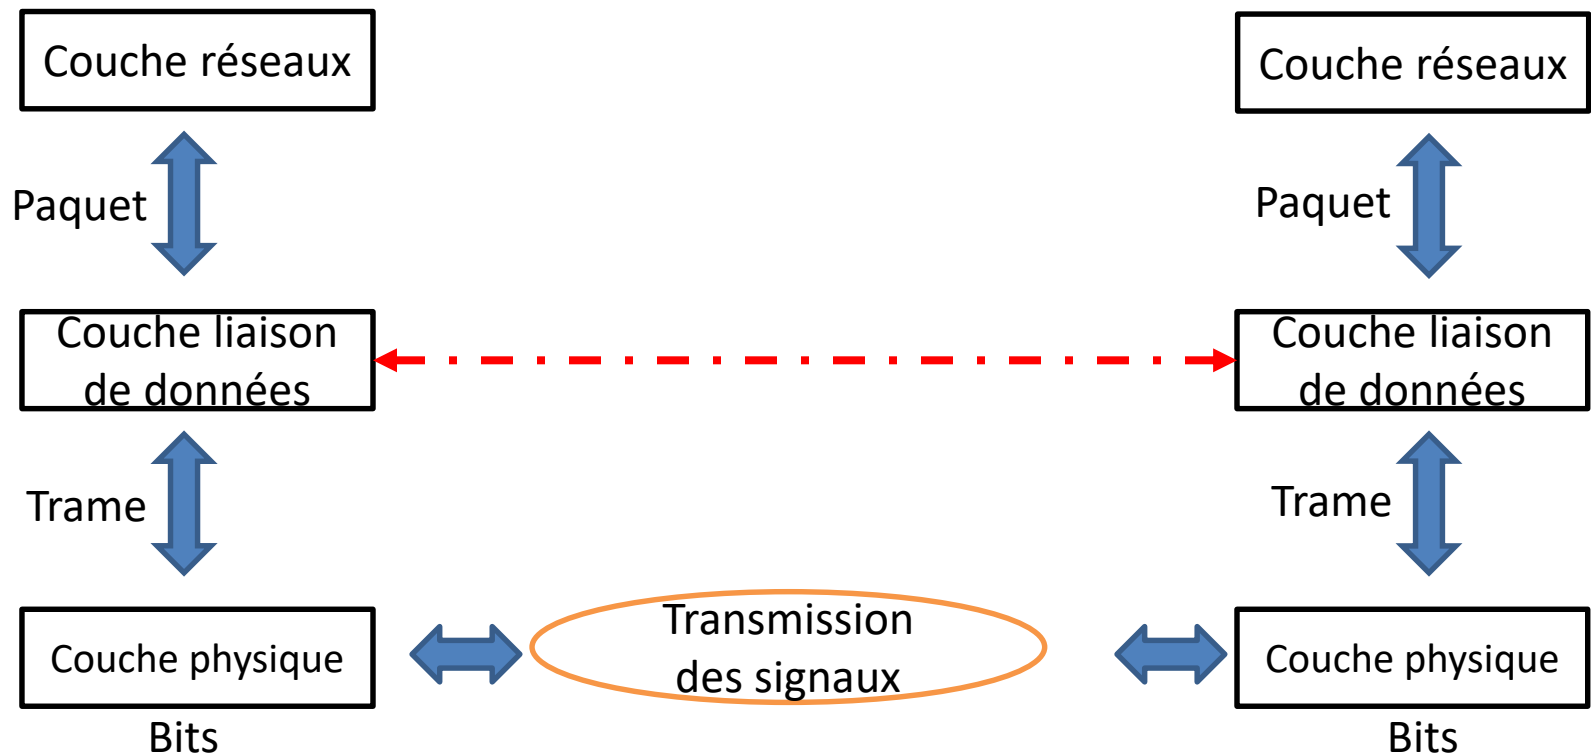 Couche réseaux
Couche réseaux
Paquet
Paquet
Couche liaison
de données
Couche liaison
de données
Trame
Trame
Couche physique
Transmission
des signaux
Couche physique
Bits
Bits